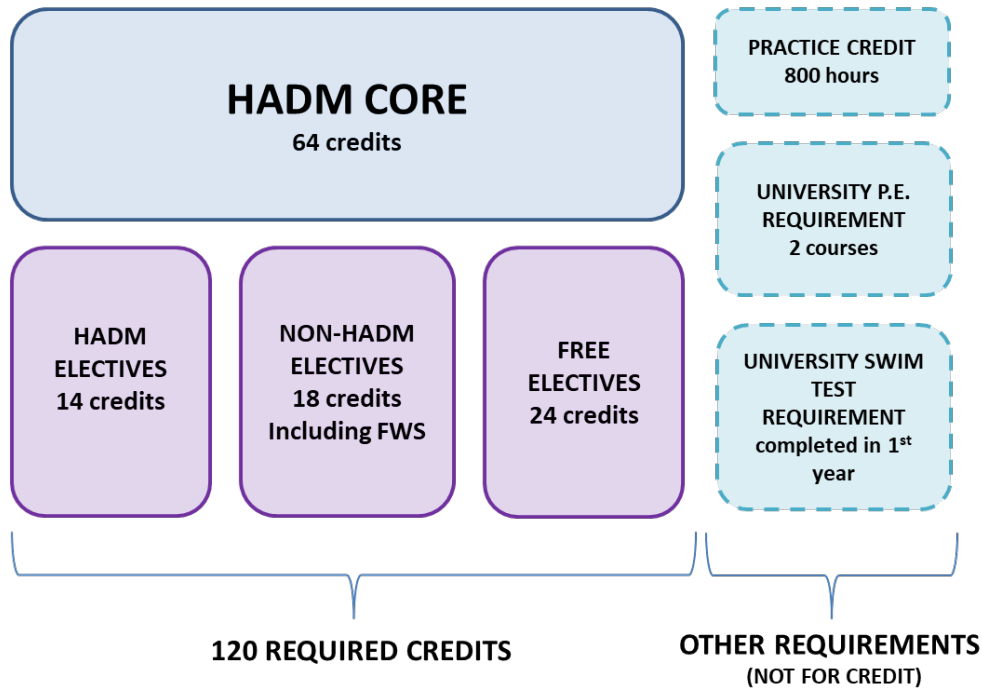 HADM CORE
64 credits
HADM
ELECTIVES
14 credits
NON-HADM
ELECTIVES
18 credits
Including FWS
FREE
ELECTIVES
24 credits
120 REQUIRED CREDITS
PRACTICE CREDIT
800 hours
UNIVERSITY P.E.
REQUIREMENT
2 courses
UNIVERSITY SWIM
TEST
REQUIREMENT
completed in 1st
year
OTHER REQUIREMENTS
(NOT FOR CREDIT)